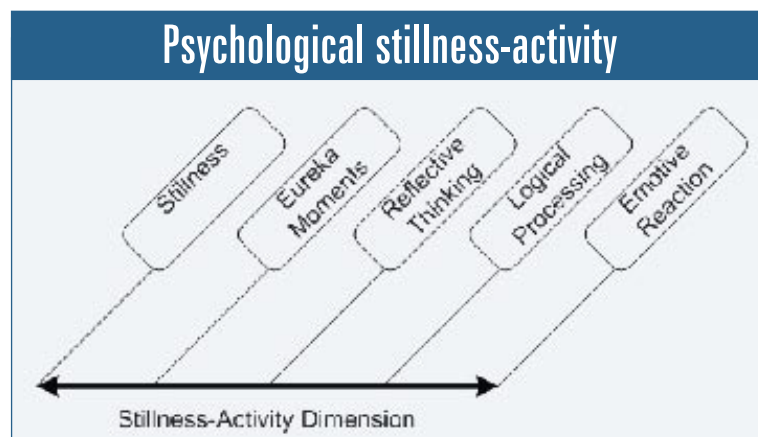 Psychological stillness-activity
Stillness
Eureka
Moments
Reflective
Thinking
Logical
Processing
Emotive
Reaction
Stillness-Activity Dimension